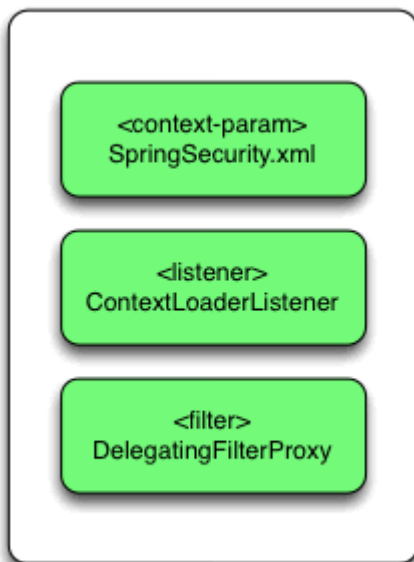 <context-param>
SpringSecurity.xml
<listener>
ContextLoaderListener
<filter>
DelegatingFilterProxy